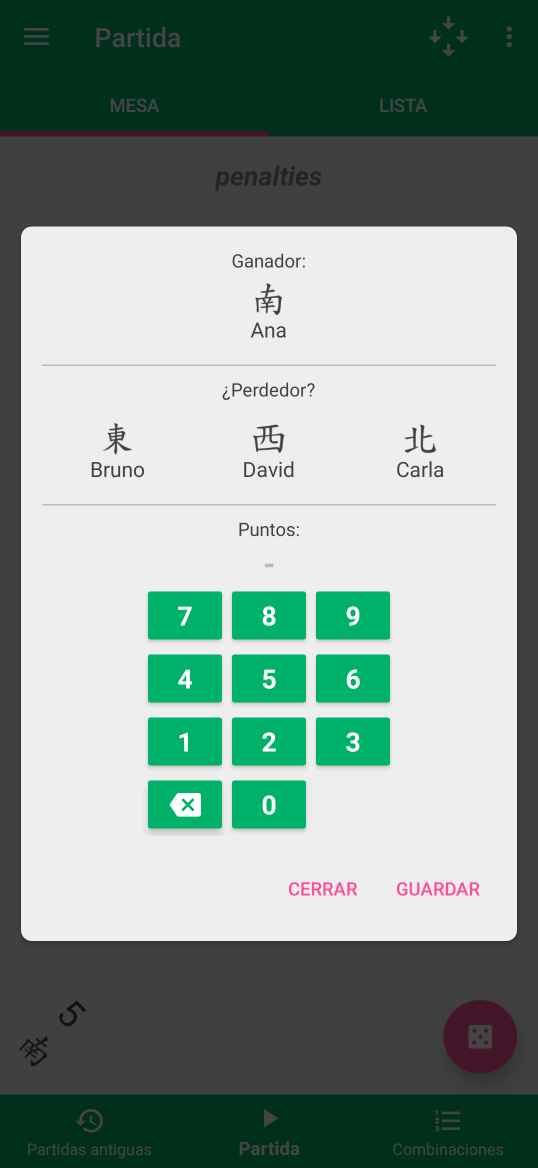 Partida
MESA LISTA
penalties
Ganador:
南
Ana
¿Perdedor?
東 西 北
Bruno David Carla
Puntos:
-
7 8 9
4 5 6
1 2 3
0
CERRAR GUARDAR
5
南
Partidas antiguas Partida Combinaciones